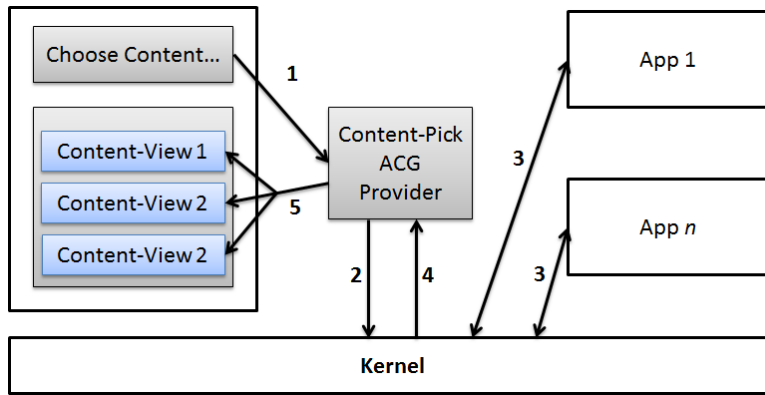 Choose Content...
1
App 1
Content-Pick
ACG
Provider
3
Content-View 1
Content-View 2
5
Content-View 2
App n
2
4
3
Kernel